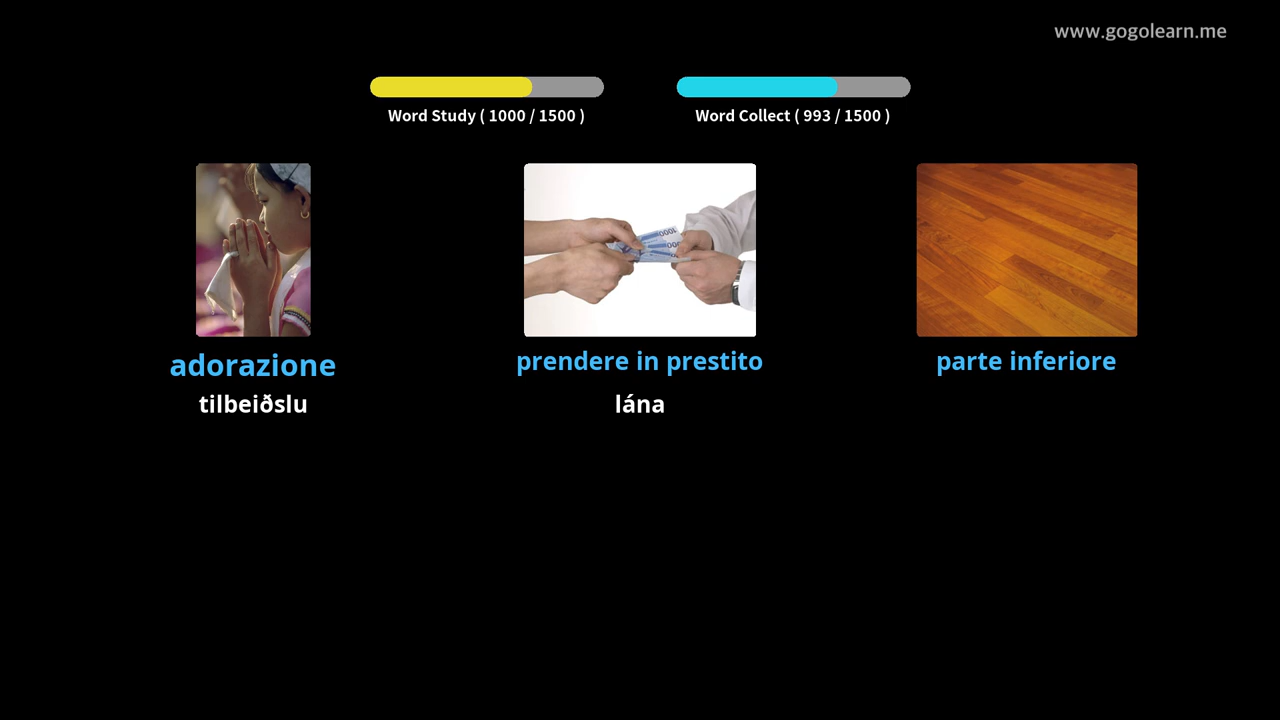 www.gogolearn.me
Word Study ( 1000 / 1500 )
Word Collect ( 993 / 1500 )
adorazione
tilbeiðslu
prendere in prestito
lána
parte inferiore